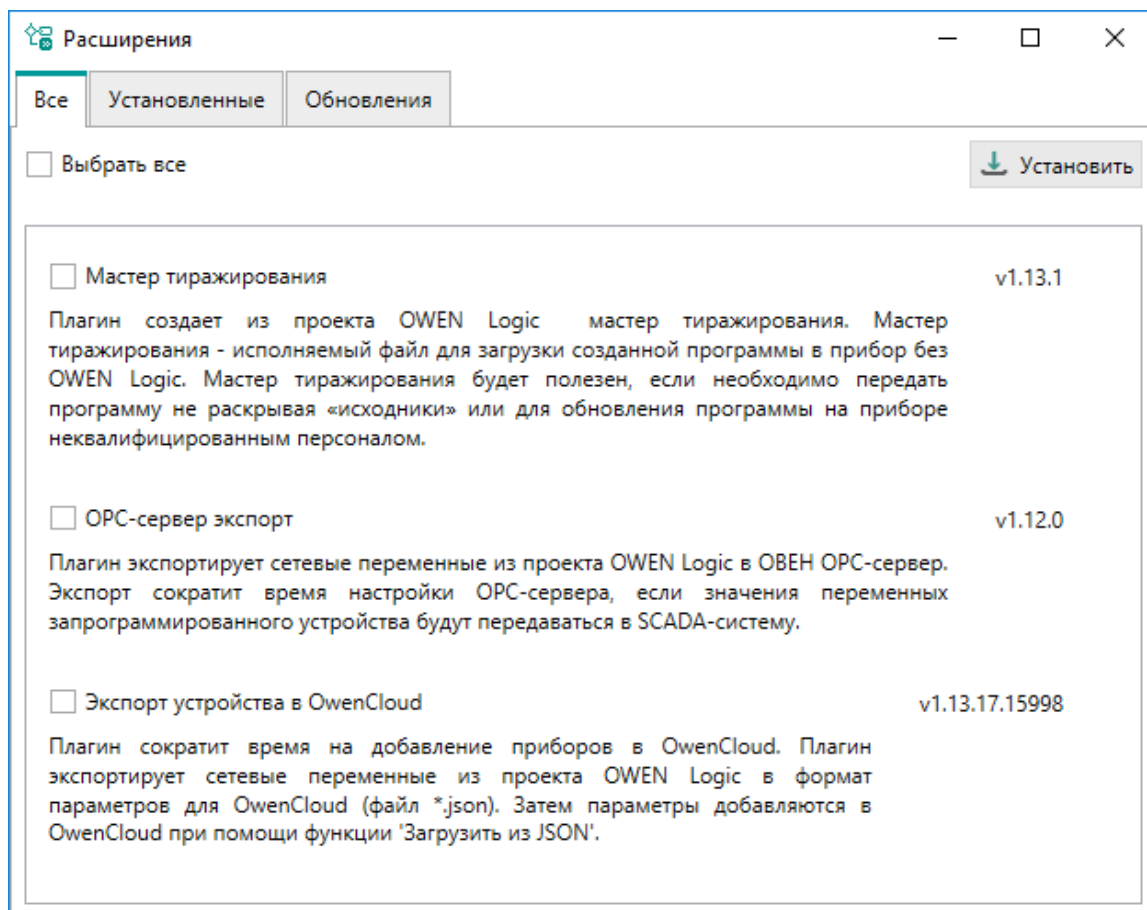 Расширения
Все Установленные Обновления
Выбрать все Установить
Мастер тиражирования v1.13.1
Плагин создает из проекта OWEN Logic мастер тиражирования. Мастер
тиражирования - исполняемый файл для загрузки созданной программы в прибор без
OWEN Logic. Мастер тиражирования будет полезен, если необходимо передать
программу не раскрывая «исходники» или для обновления программы на приборе
неквалифицированным персоналом.
OPC-сервер экспорт v1.12.0
Плагин экспортирует сетевые переменные из проекта OWEN Logic в ОВЕН OPC-сервер.
Экспорт сократит время настройки OPC-сервера, если значения переменных
запрограммированного устройства будут передаваться в SCADA-систему.
Экспорт устройства в OwenCloud v1.13.17.15998
Плагин сократит время на добавление приборов в OwenCloud. Плагин
экспортирует сетевые переменные из проекта OWEN Logic в формат
параметров для OwenCloud (файл *.json). Затем параметры добавляются в
OwenCloud при помощи функции 'Загрузить из JSON'.